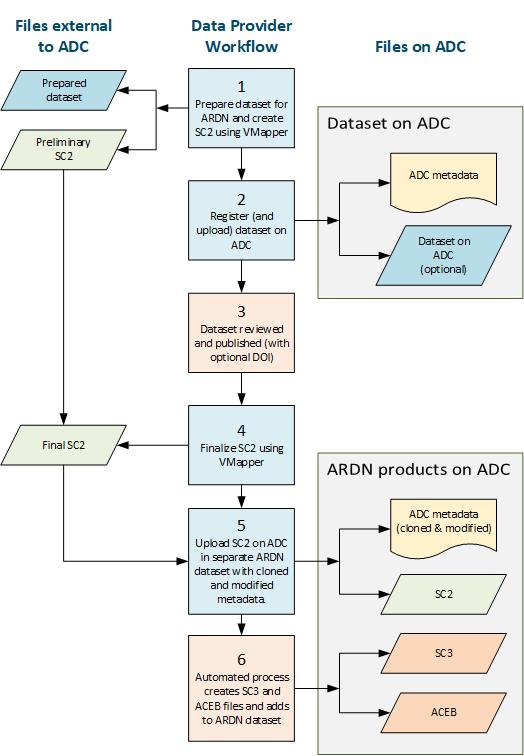 Files external
to ADC
Data Provider
Workflow
Files on ADC
Prepared
dataset
Preliminary
SC2
1
Prepare dataset for
ARDN and create
SC2 using VMapper
Dataset on ADC
ADC metadata
2
Register (and
upload) dataset on
ADC
Dataset on
ADC
(optional)
3
Dataset reviewed
and published (with
optional DOI)
Final SC2
4
Finalize SC2 using
VMapper
ARDN products on ADC
ADC metadata
(cloned & modified)
5
Upload SC2 on ADC
in separate ARDN
dataset with cloned
and modified
metadata.
SC2
6
Automated process
creates SC3 and
ACEB files and adds
to ARDN dataset
SC3
ACEB